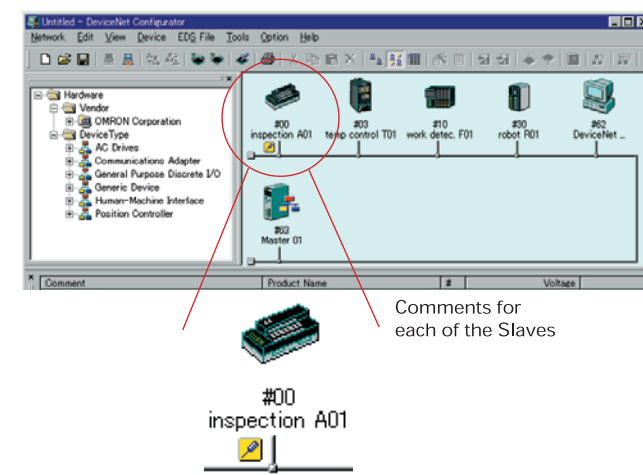 Untitled - DeviceNet Configurator
Network Edit View Device EDS File Tools Option Help
Hardware
Vendor
OMRON Corporation
DeviceType
AC Drives
Communications Adapter
General Purpose Discrete I/O
Generic Device
Human-Machine Interface
Position Controller
#00 #03 #10 #30 #62
inspection A01 temp control T01 work detec. F01 robot R01 DeviceNet ...
#63
Master 01
Comment Product Name # Voltage
Comments for
each of the Slaves
#00
inspection A01